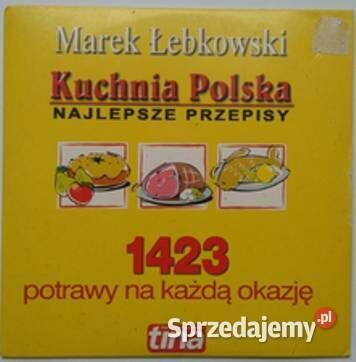 Marek Łebkowski
Kuchnia Polska
NAJLEPSZE PRZEPISY
1423
potrawy na każdą okazję
tina
Sprzedajemy.pl